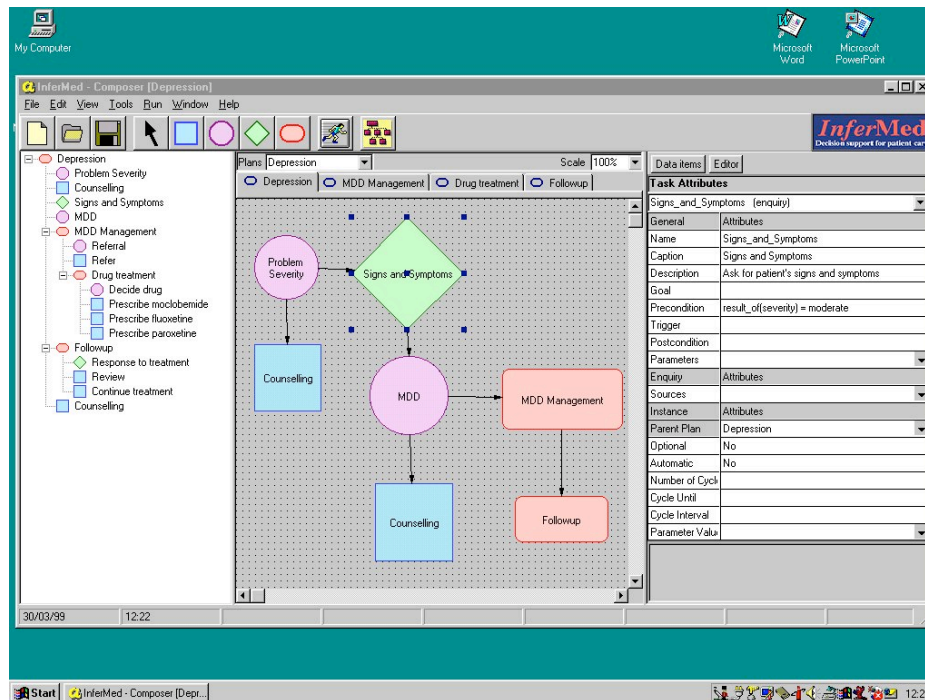 My Computer
Microsoft Word
Microsoft PowerPoint
InferMed - Composer [Depression]
File Edit View Tools Run Window Help
InferMed
Decision support for patient car
Depression
Problem Severity
Counselling
Signs and Symptoms
MDD
MDD Management
Referral
Refer
Drug treatment
Decide drug
Prescribe moclobemide
Prescribe fluoxetine
Prescribe paroxetine
Followup
Response to treatment
Review
Continue treatment
Counselling
Plans Depression Scale 100%
Depression MDD Management Drug treatment Followup
Problem
Severity
Signs and Symptoms
Counselling
MDD
MDD Management
Counselling
Followup
Data items Editor
Task Attributes
Signs_and_Symptoms (enquiry)
General Attributes
Name Signs_and_Symptoms
Caption Signs and Symptoms
Description Ask for patient's signs and symptoms
Goal
Precondition result_of(severity) = moderate
Trigger
Postcondition
Parameters
Enquiry Attributes
Sources
Instance Attributes
Parent Plan Depression
Optional No
Automatic No
Number of Cycl
Cycle Until
Cycle Interval
Parameter Valu
30/03/99 12:22
Start InferMed - Composer [Depr... 12:2